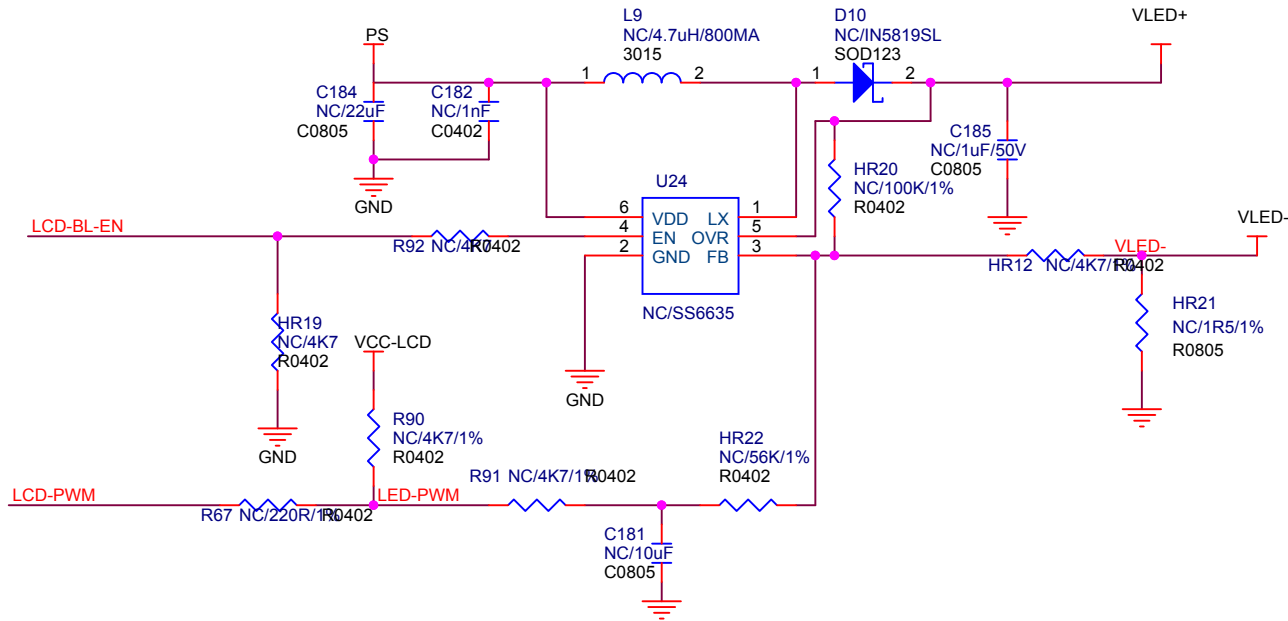 L9
NC/4.7uH/800MA
3015
D10
NC/IN5819SL
SOD123
VLED+
PS
1
2
1
2
C184
NC/22uF
C0805
C182
NC/1nF
C0402
C185
NC/1uF/50V
C0805
GND
HR20
NC/100K/1%
R0402
U24
6
4
2
VDD
EN
GND
LX
OVR
FB
1
5
3
NC/SS6635
LCD-BL-EN
R92 NC/4K7
R0402
VLED-
VLED-
HR12 NC/4K7/1%
R0402
HR21
NC/1R5/1%
R0805
HR19
NC/4K7
R0402
GND
GND
VCC-LCD
R90
NC/4K7/1%
R0402
HR22
NC/56K/1%
R0402
R91 NC/4K7/1%
R0402
LCD-PWM
LED-PWM
R67 NC/220R/1%
R0402
C181
NC/10uF
C0805